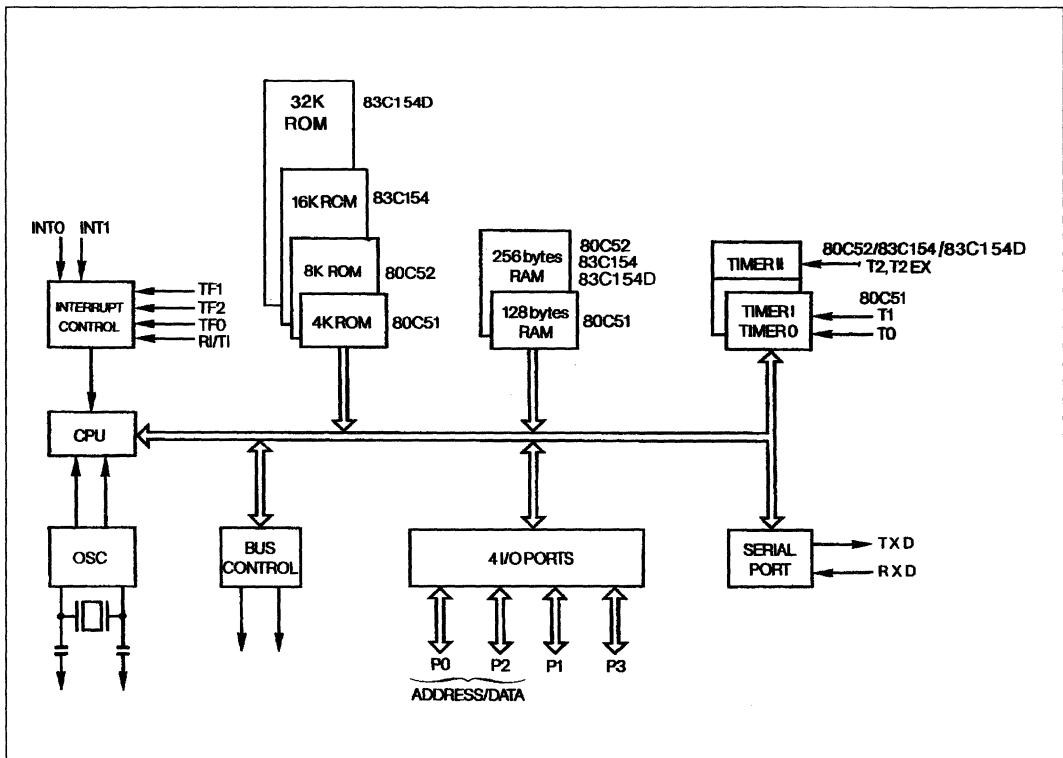 32K
ROM
83C154D
16K ROM
83C154
8K ROM
80C52
4K ROM
80C51
INT0 INT1
INTERRUPT
CONTROL
TF1
TF2
TF0
RI/TI
256 bytes
RAM
80C52
83C154
83C154D
128 bytes
RAM
80C51
TIMER II
80C52/83C154/83C154D
T2, T2 EX
TIMER I
TIMER 0
80C51
T1
T0
CPU
OSC
BUS
CONTROL
4 I/O PORTS
SERIAL
PORT
TXD
RXD
P0 P2 P1 P3
ADDRESS/DATA